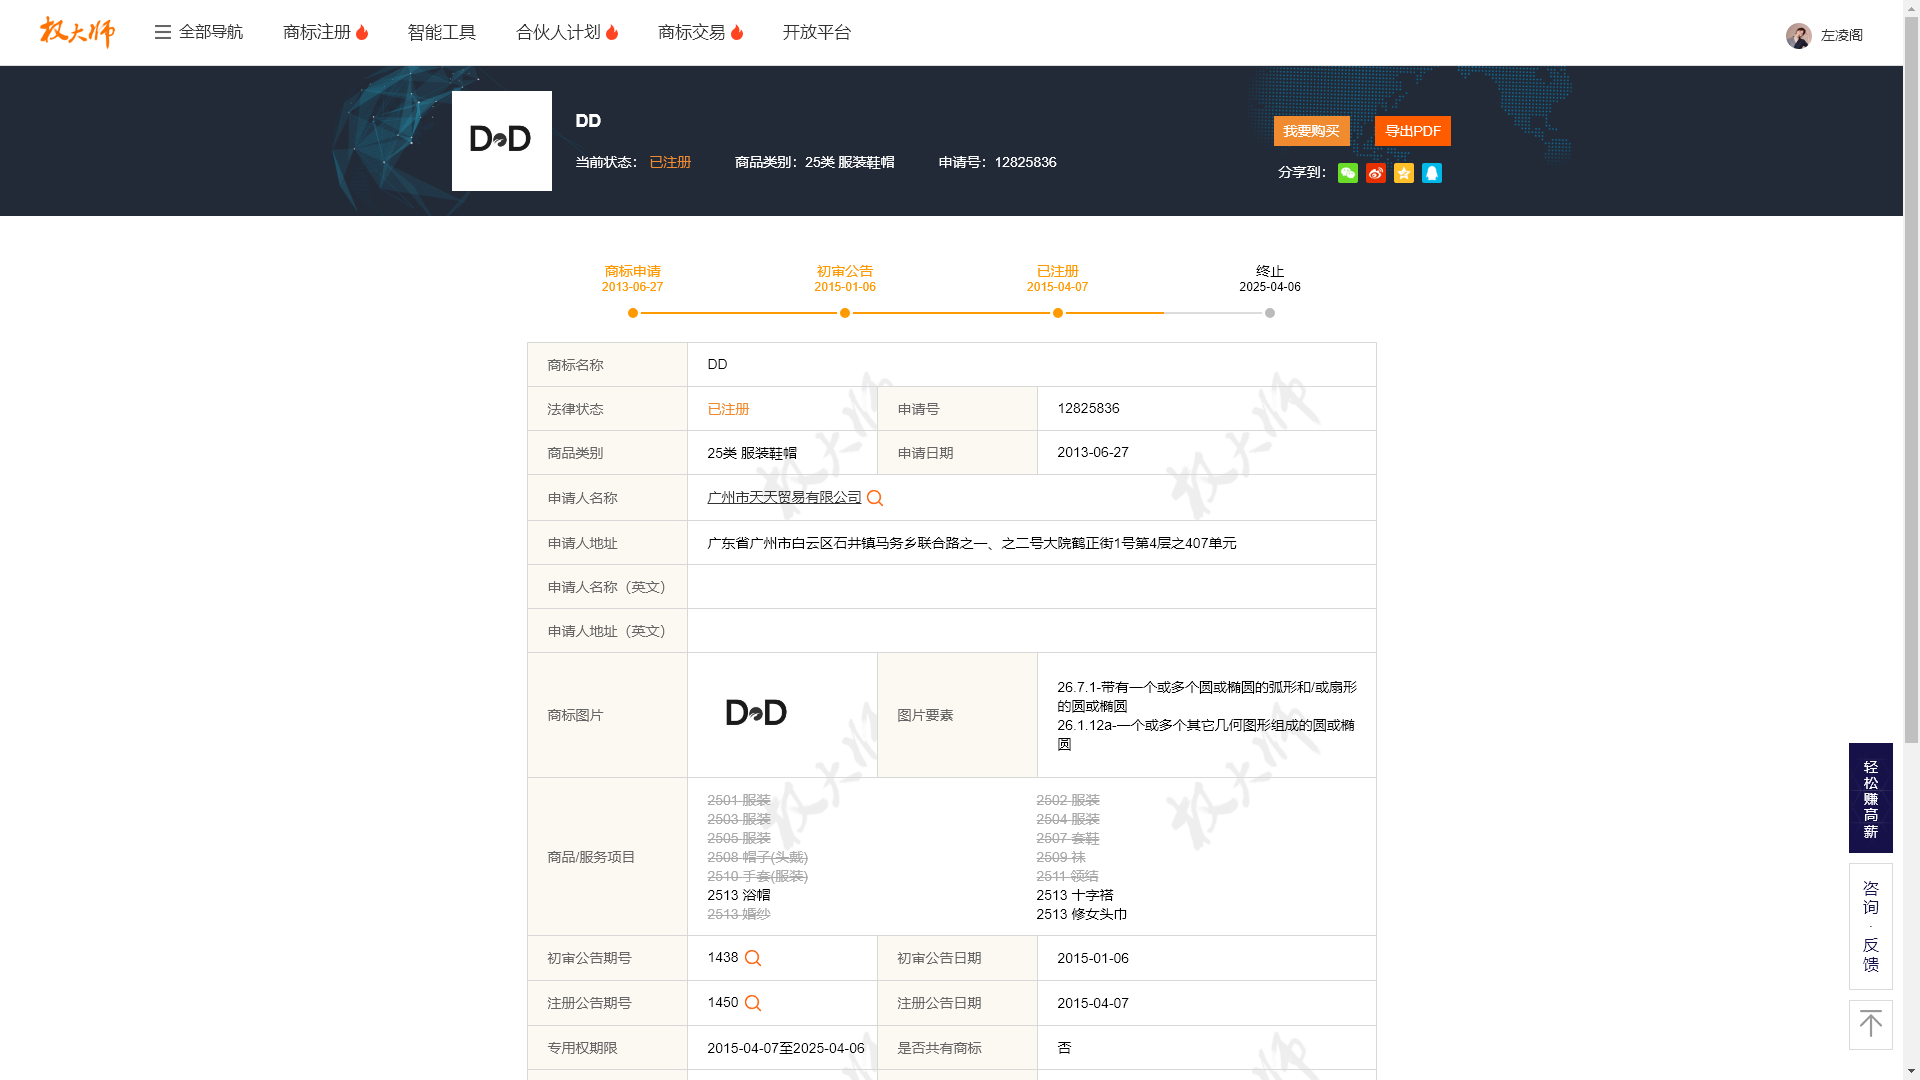 权大师 全部导航 商标注册 智能工具 合伙人计划 商标交易 开放平台 左凌阁
DD
DD
当前状态： 已注册 商品类别：25类 服装鞋帽 申请号：12825836
我要购买 导出PDF
分享到：
商标申请 初审公告 已注册 终止
2013-06-27 2015-01-06 2015-04-07 2025-04-06
商标名称 DD
法律状态 已注册 申请号 12825836
商品类别 25类 服装鞋帽 申请日期 2013-06-27
申请人名称 广州市天天贸易有限公司
申请人地址 广东省广州市白云区石井镇马务乡联合路之一、之二号大院鹤正街1号第4层之407单元
申请人名称（英文）
申请人地址（英文）
商标图片 DD 图片要素
26.7.1-带有一个或多个圆或椭圆的弧形和/或扇形
的圆或椭圆
26.1.12a-一个或多个其它几何图形组成的圆或椭
圆
商品/服务项目
2501 服装 2502 服装
2503 服装 2504 服装
2505 服装 2507 套鞋
2508 帽子(头戴) 2509 袜
2510 手套(服装) 2511 领结
2513 浴帽 2513 十字褡
2513 婚纱 2513 修女头巾
初审公告期号 1438 初审公告日期 2015-01-06
注册公告期号 1450 注册公告日期 2015-04-07
专用权期限 2015-04-07至2025-04-06 是否共有商标 否
轻松赚高薪
咨询·反馈
权大师
权大师
权大师
权大师